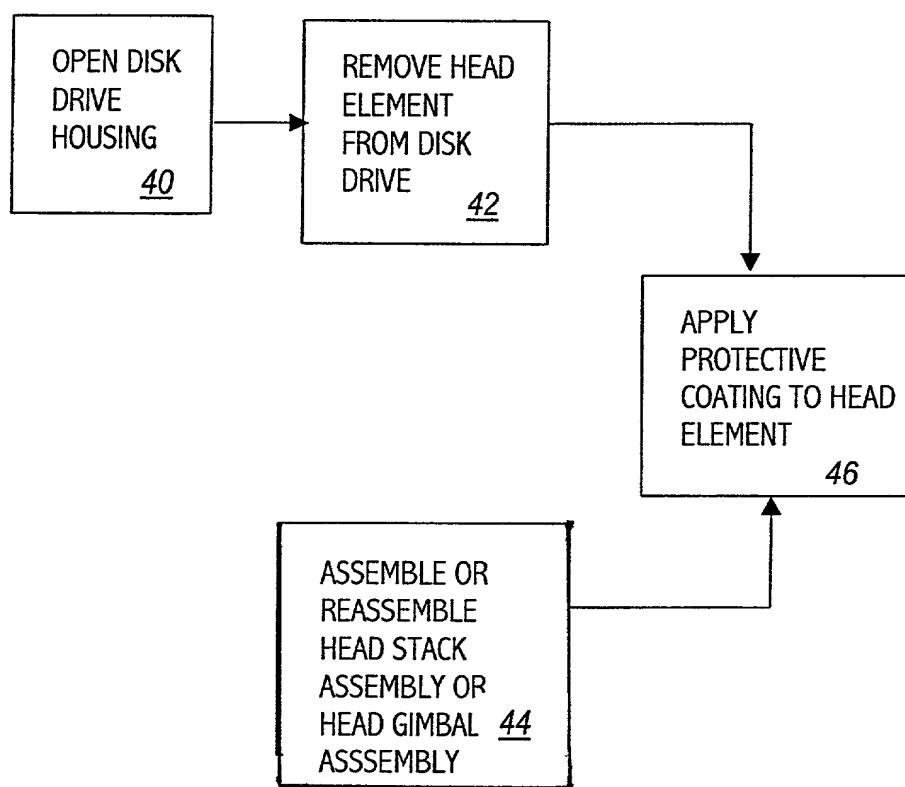 OPEN DISK
DRIVE
HOUSING
40
REMOVE HEAD
ELEMENT
FROM DISK
DRIVE
42
APPLY
PROTECTIVE
COATING TO HEAD
ELEMENT
46
ASSEMBLE OR
REASSEMBLE
HEAD STACK
ASSEMBLY OR
HEAD GIMBAL 44
ASSSEMBLY